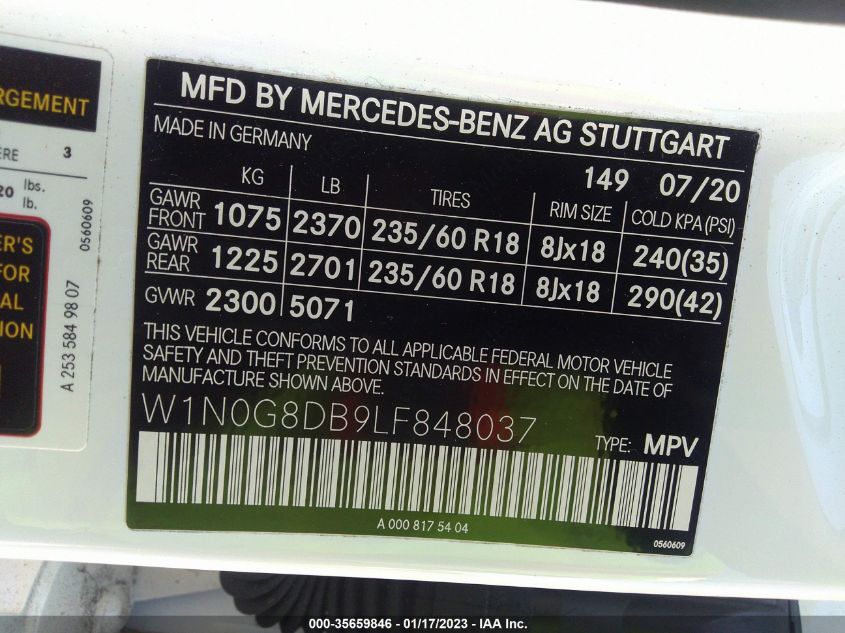 RGEMENT
ERE 3
20 lbs.
lb.
0560609
ER'S
FOR
AL
TION
A 253 584 98 07
MFD BY MERCEDES-BENZ AG STUTTGART
MADE IN GERMANY
149 07/20
KG LB TIRES RIM SIZE COLD KPA (PSI)
GAWR
FRONT 1075 2370 235/60 R18 8Jx18 240(35)
GAWR
REAR 1225 2701 235/60 R18 8Jx18 290(42)
GVWR 2300 5071
THIS VEHICLE CONFORMS TO ALL APPLICABLE FEDERAL MOTOR VEHICLE
SAFETY AND THEFT PREVENTION STANDARDS IN EFFECT ON THE DATE OF
MANUFACTURE SHOWN ABOVE.
W1N0G8DB9LF848037
TYPE: MPV
A 000 817 54 04
0560609
000-35659846 - 01/17/2023 - IAA Inc.